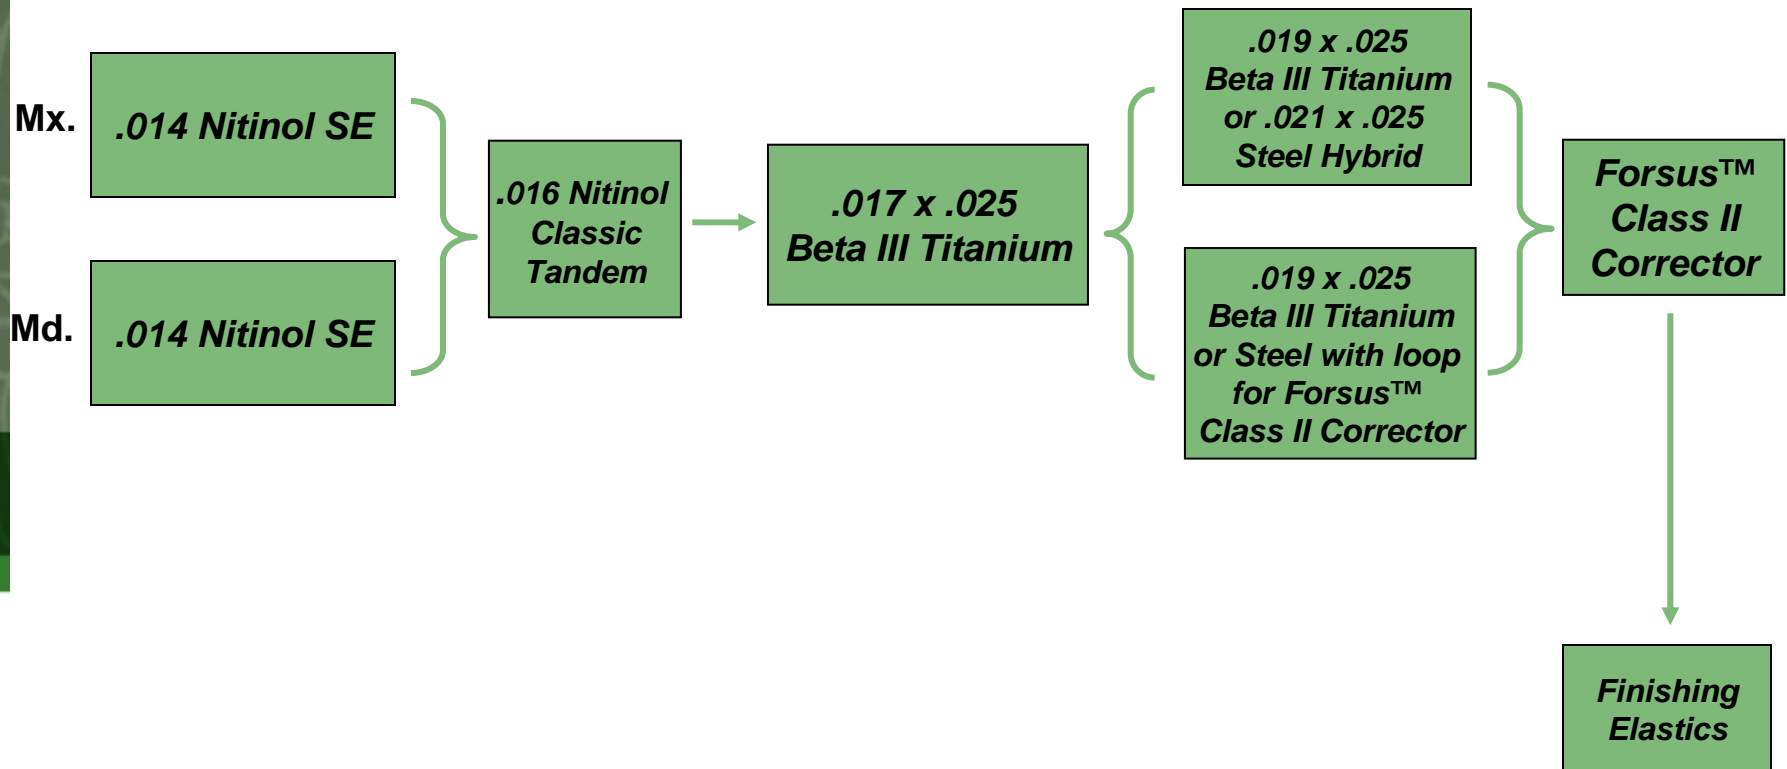 Mx.
.014 Nitinol SE
Md.
.014 Nitinol SE
.016 Nitinol
Classic
Tandem
.017 x .025
Beta III Titanium
.019 x .025
Beta III Titanium
or .021 x .025
Steel Hybrid
.019 x .025
Beta III Titanium
or Steel with loop
for Forsus™
Class II Corrector
Forsus™
Class II
Corrector
Finishing
Elastics